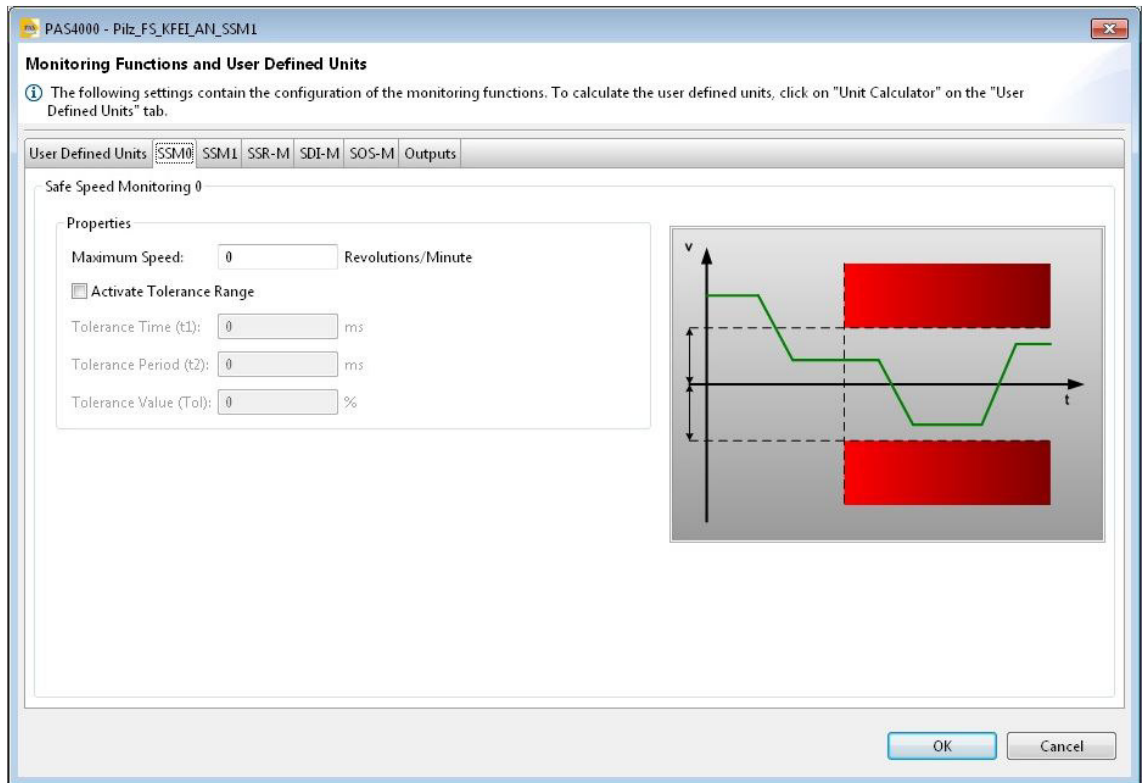 PAS4000 - Pilz_FS_KFEI_AN_SSM1
Monitoring Functions and User Defined Units
The following settings contain the configuration of the monitoring functions. To calculate the user defined units, click on "Unit Calculator" on the "User
Defined Units" tab.
User Defined Units SSM0 SSM1 SSR-M SDI-M SOS-M Outputs
Safe Speed Monitoring 0
Properties
Maximum Speed: 0 Revolutions/Minute
Activate Tolerance Range
Tolerance Time (t1): 0 ms
Tolerance Period (t2): 0 ms
Tolerance Value (Tol): 0 %
v
t
OK Cancel